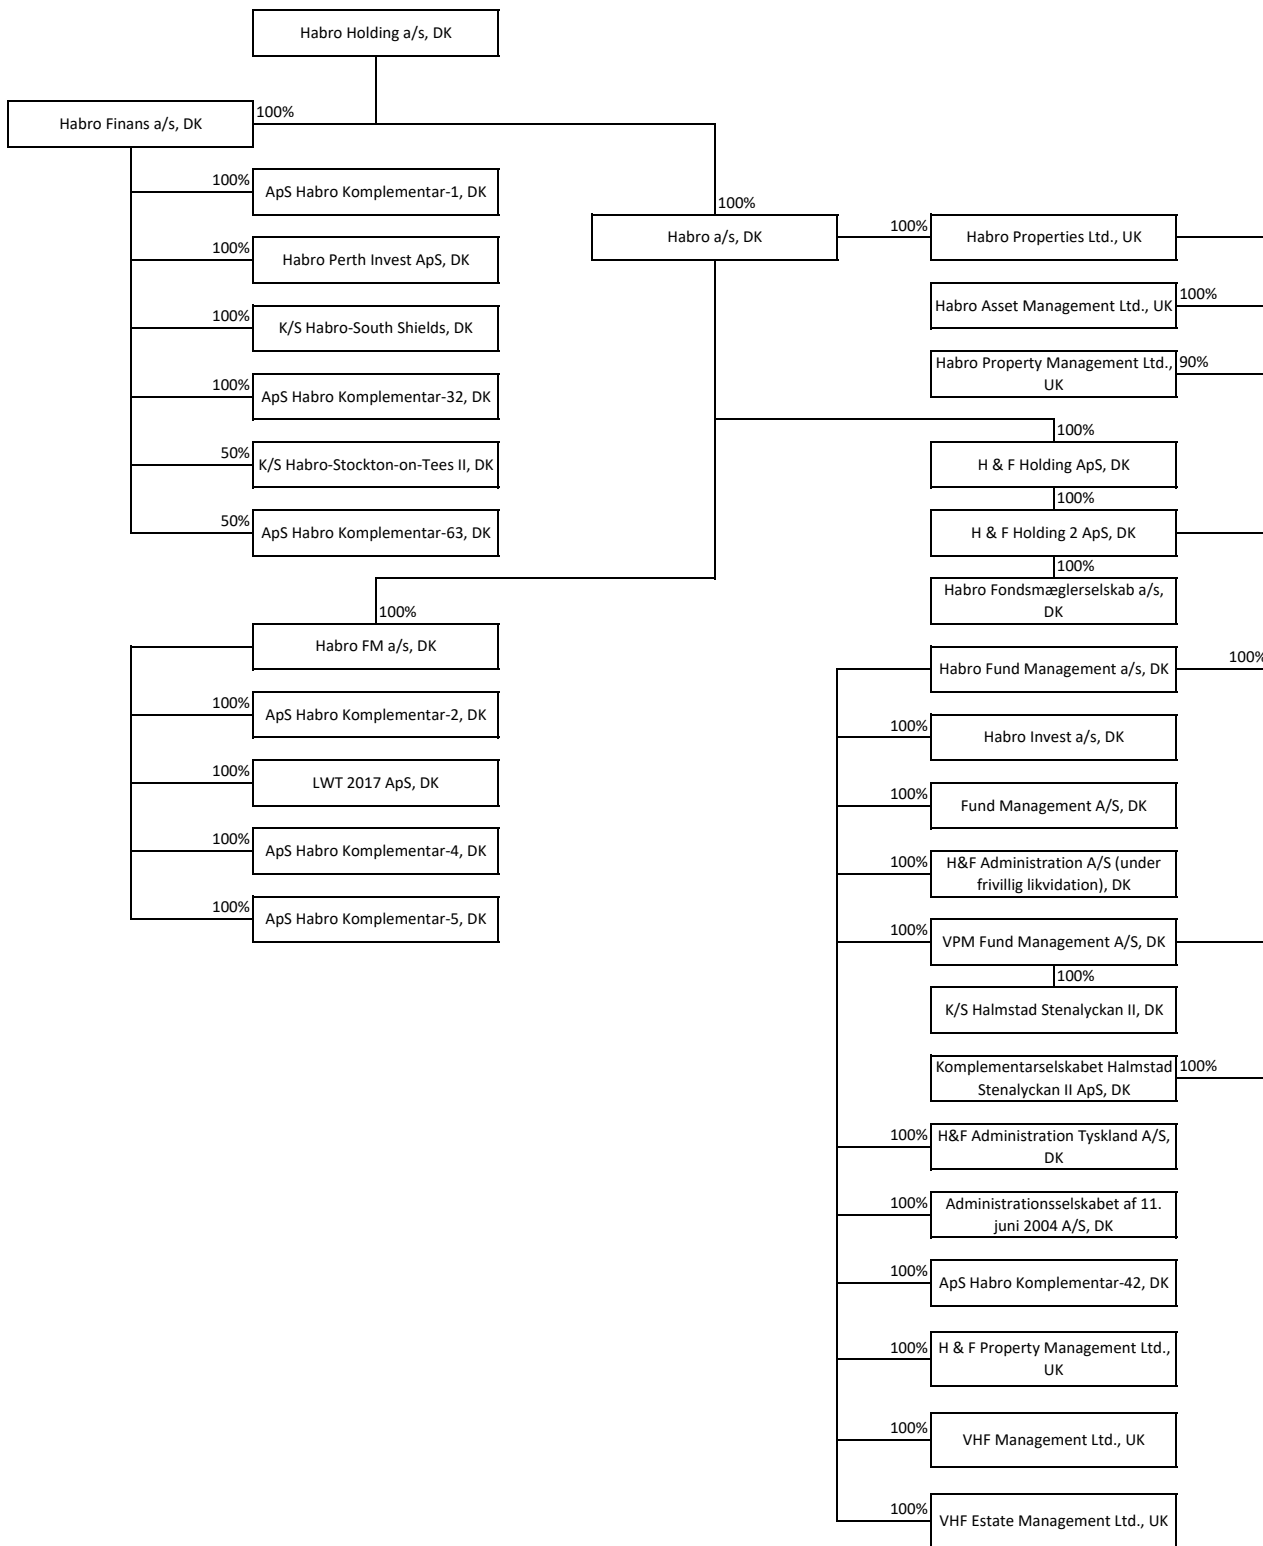 Habro Holding a/s, DK
Habro Finans a/s, DK
100%
100%
ApS Habro Komplementar-1, DK
100%
Habro Perth Invest ApS, DK
100%
K/S Habro-South Shields, DK
100%
ApS Habro Komplementar-32, DK
50%
K/S Habro-Stockton-on-Tees II, DK
50%
ApS Habro Komplementar-63, DK
100%
Habro a/s, DK
100%
Habro Properties Ltd., UK
Habro Asset Management Ltd., UK
100%
Habro Property Management Ltd.,
UK
90%
100%
H & F Holding ApS, DK
100%
H & F Holding 2 ApS, DK
100%
Habro Fondsmæglerselskab a/s,
DK
100%
Habro FM a/s, DK
100%
ApS Habro Komplementar-2, DK
100%
LWT 2017 ApS, DK
100%
ApS Habro Komplementar-4, DK
100%
ApS Habro Komplementar-5, DK
Habro Fund Management a/s, DK
100%
100%
Habro Invest a/s, DK
100%
Fund Management A/S, DK
100%
H&F Administration A/S (under
frivillig likvidation), DK
100%
VPM Fund Management A/S, DK
100%
K/S Halmstad Stenalyckan II, DK
Komplementarselskabet Halmstad
Stenalyckan II ApS, DK
100%
100%
H&F Administration Tyskland A/S,
DK
100%
Administrationsselskabet af 11.
juni 2004 A/S, DK
100%
ApS Habro Komplementar-42, DK
100%
H & F Property Management Ltd.,
UK
100%
VHF Management Ltd., UK
100%
VHF Estate Management Ltd., UK